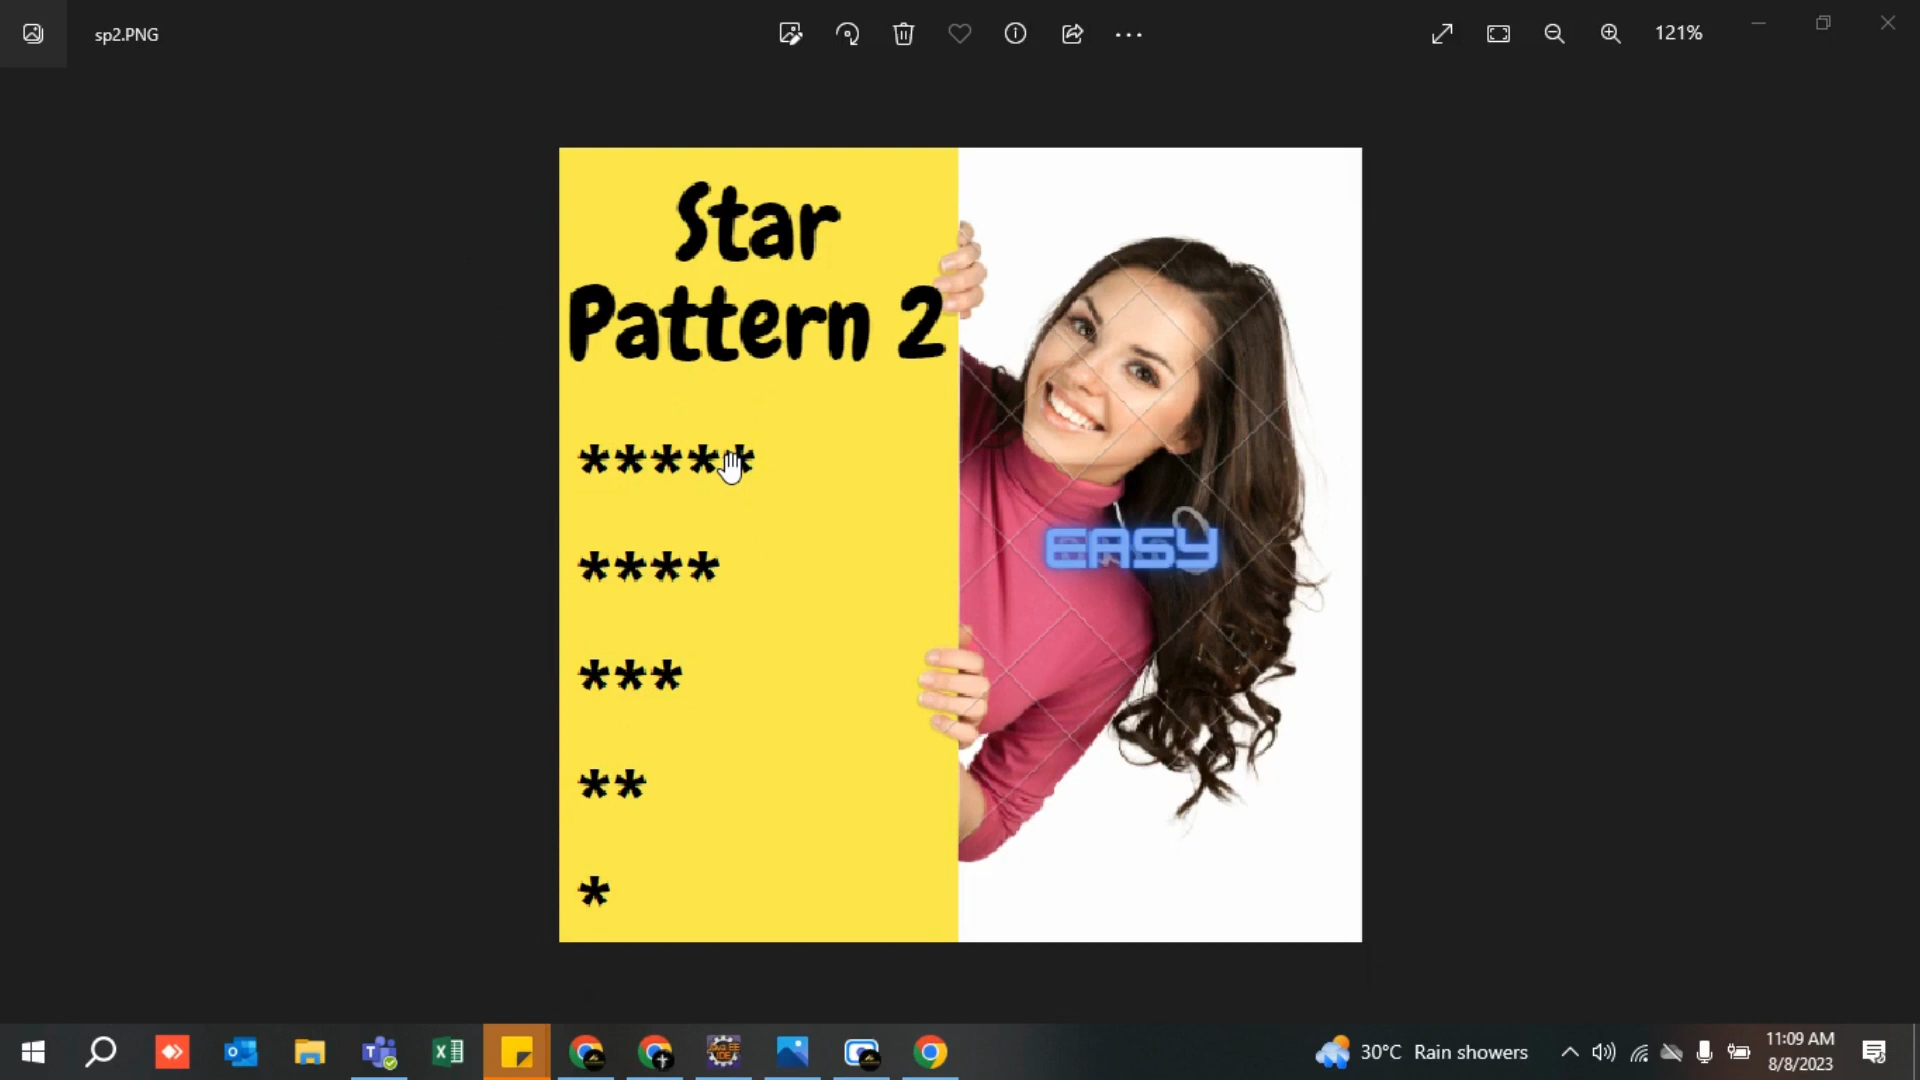 sp2.PNG
121%
Star
Pattern 2
*****
****
***
**
*
EASY
30°C Rain showers
11:09 AM
8/8/2023